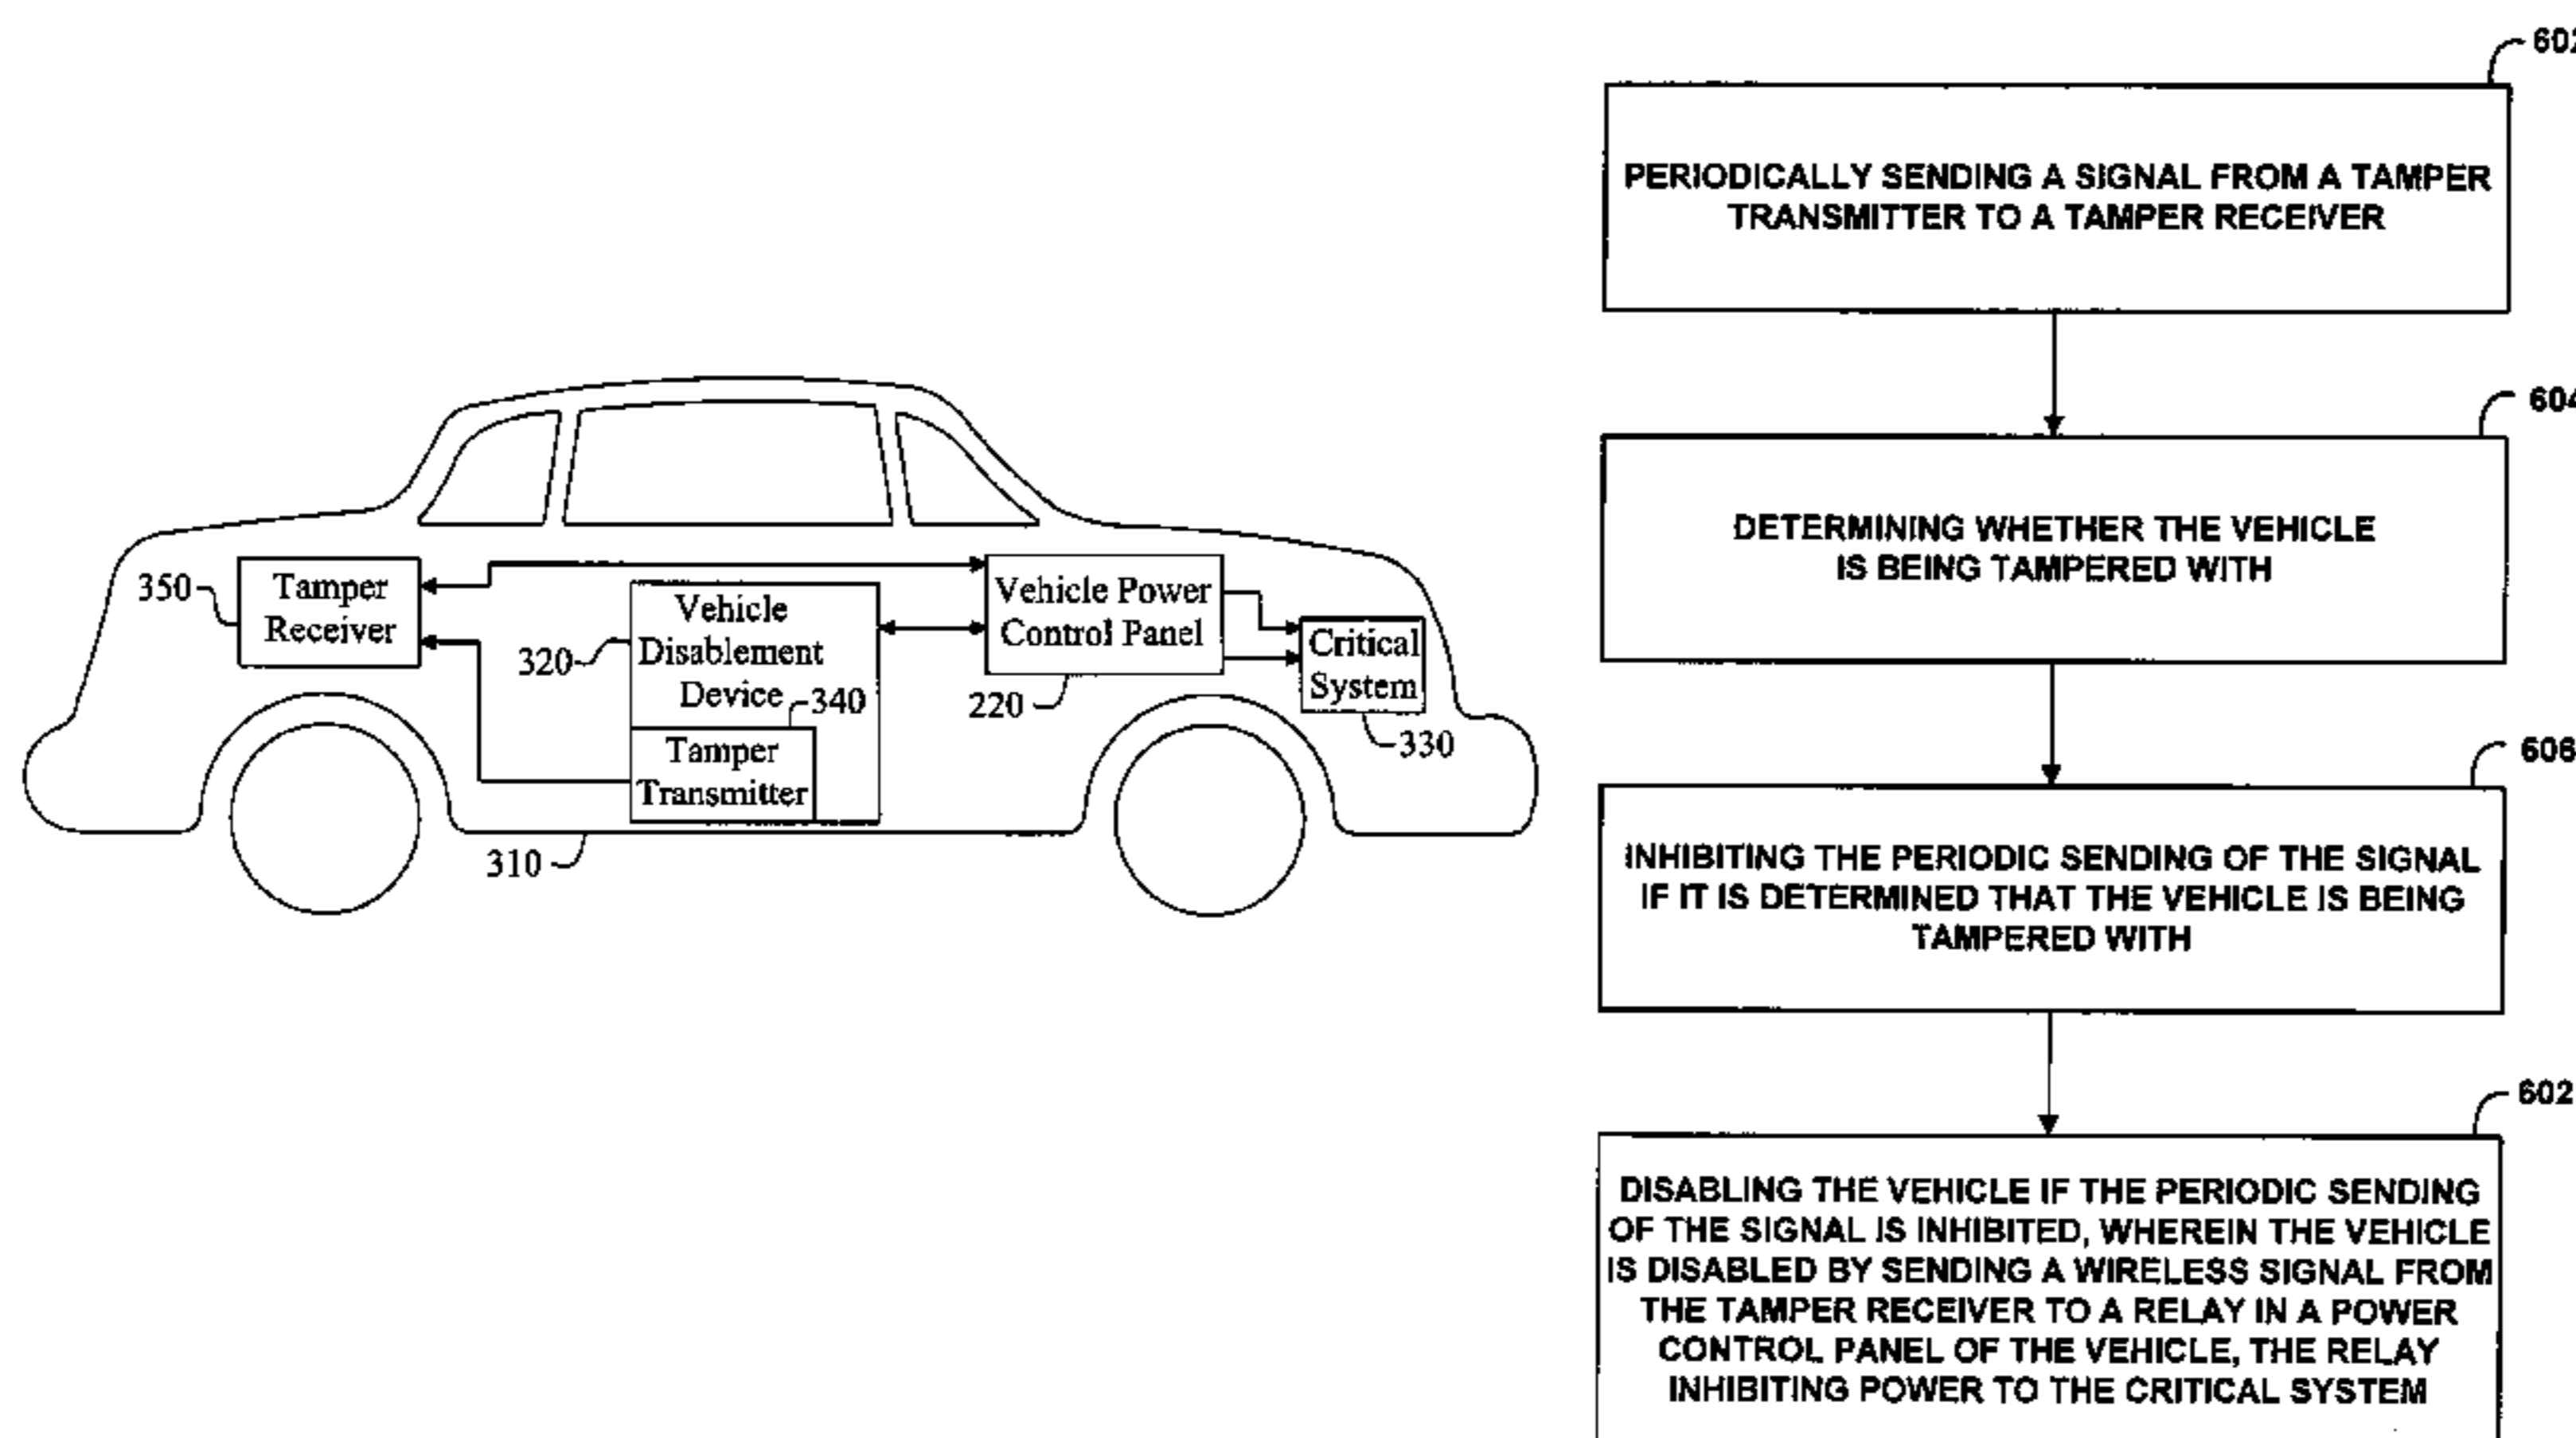 350
Tamper
Receiver
320
Vehicle
Disablement
Device
340
Tamper
Transmitter
Vehicle Power
Control Panel
220
Critical
System
330
310
602
PERIODICALLY SENDING A SIGNAL FROM A TAMPER
TRANSMITTER TO A TAMPER RECEIVER
604
DETERMINING WHETHER THE VEHICLE
IS BEING TAMPERED WITH
606
INHIBITING THE PERIODIC SENDING OF THE SIGNAL
IF IT IS DETERMINED THAT THE VEHICLE IS BEING
TAMPERED WITH
602
DISABLING THE VEHICLE IF THE PERIODIC SENDING
OF THE SIGNAL IS INHIBITED, WHEREIN THE VEHICLE
IS DISABLED BY SENDING A WIRELESS SIGNAL FROM
THE TAMPER RECEIVER TO A RELAY IN A POWER
CONTROL PANEL OF THE VEHICLE, THE RELAY
INHIBITING POWER TO THE CRITICAL SYSTEM